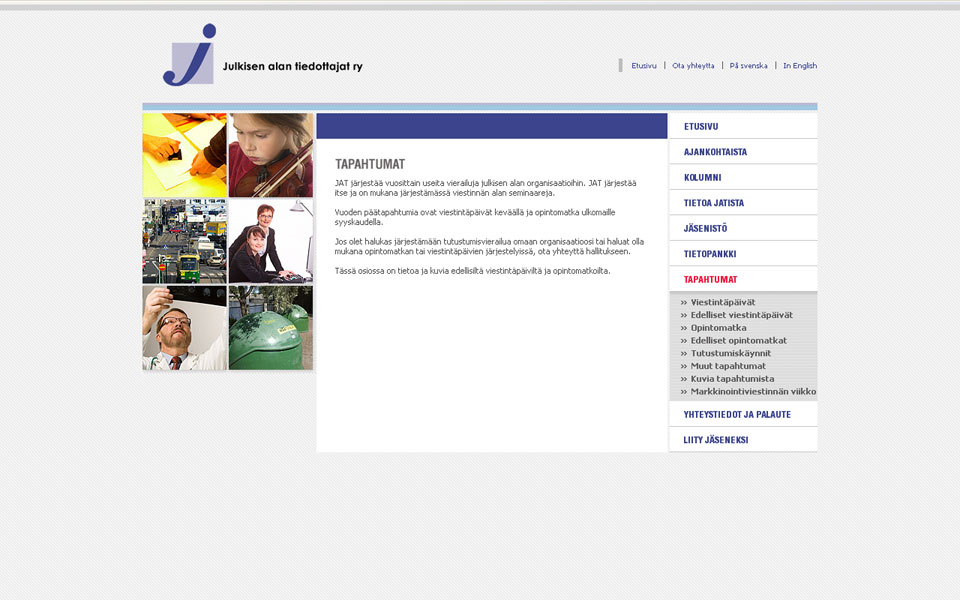 Julkisen alan tiedottajat ry
Etusivu | Ota yhteytta | På svenska | In English
TAPAHTUMAT
JAT järjestää vuosittain useita vierailuja julkisen alan organisaatioihin. JAT järjestää
itse ja on mukana järjestämässä viestinnän alan seminaareja.
Vuoden päätapahtumia ovat viestintäpäivät keväällä ja opintomatka ulkomaille
syyskaudella.
Jos olet halukas järjestämään tutustumisvierailua omaan organisaatioosi tai haluat olla
mukana opintomatkan tai viestintäpäivien järjestelyissä, ota yhteyttä hallitukseen.
Tässä osiossa on tietoa ja kuvia edellisiltä viestintäpäiviltä ja opintomatkoilta.
ETUSIVU
AJANKOHTAISTA
KOLUMNI
TIETOA JATISTA
JÄSENISTÖ
TIETOPANKKI
TAPAHTUMAT
>> Viestintäpäivät
>> Edelliset viestintäpäivät
>> Opintomatka
>> Edelliset opintomatkat
>> Tutustumiskäynnit
>> Muut tapahtumat
>> Kuvia tapahtumista
>> Markkinointiviestinnän viikko
YHTEYSTIEDOT JA PALAUTE
LIITY JÄSENEKSI